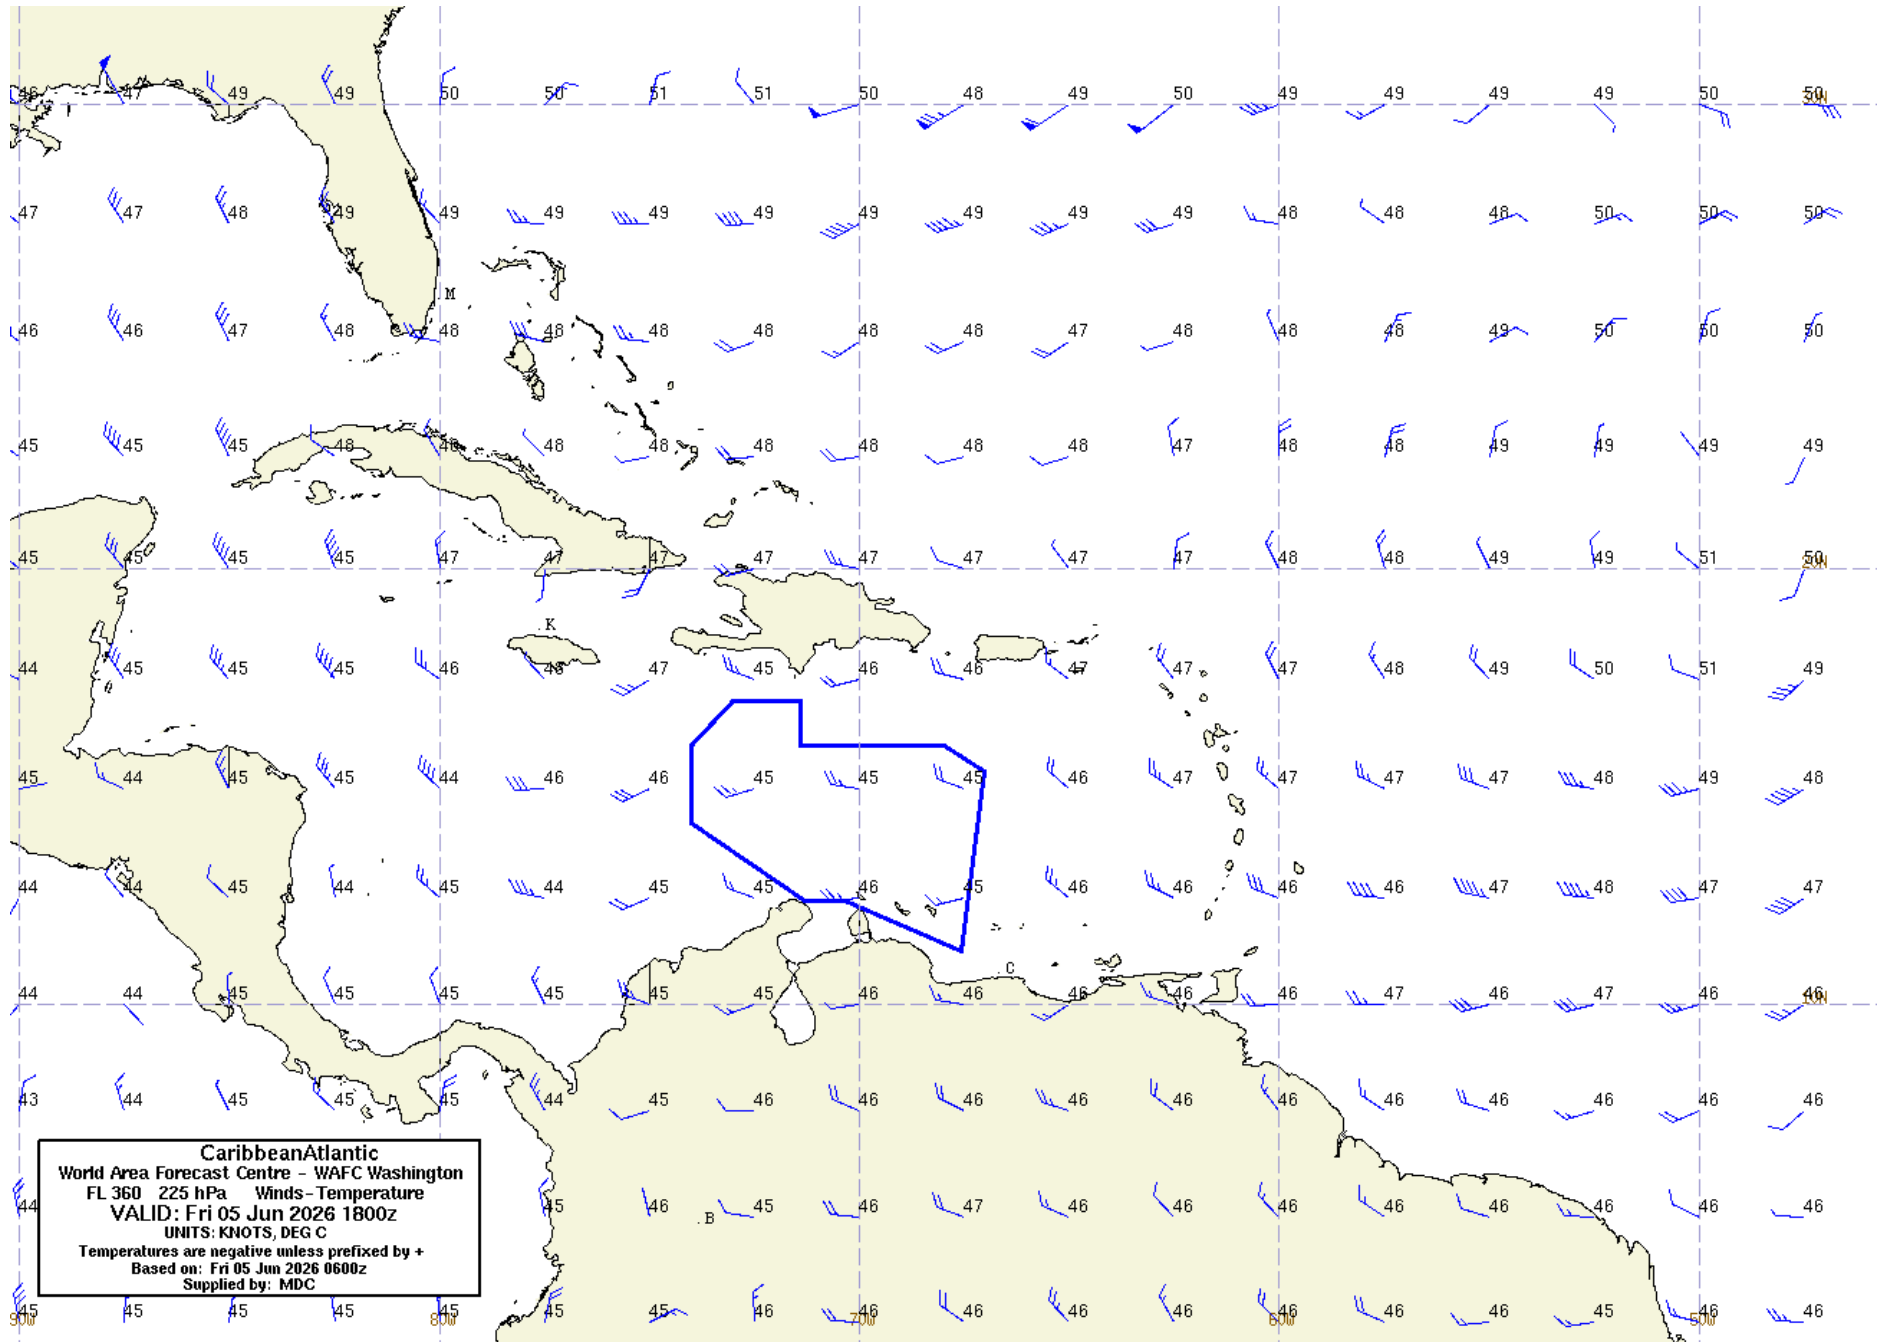 46 47 49 49 50 50 51 51 50 48 49 50 49 49 49 49 50 50
47 47 48 49 49 49 49 49 49 49 49 49 48 48 48 50 50 50
M
46 46 47 48 48 48 48 48 48 48 47 48 48 48 49 50 50 50
45 45 45 48 48 48 48 48 48 48 48 47 48 48 49 49 49 49
45 45 45 45 47 47 47 47 47 47 47 47 48 48 49 49 51 50
K
44 45 45 45 46 47 45 46 47 47 48 49 50 51 49
45 44 45 45 44 46 46 45 45 45 46 47 47 47 47 48 49 48
44 44 45 44 45 44 45 45 46 45 46 46 46 46 47 48 47 47
C
44 44 45 45 45 45 45 45 46 46 46 46 46 47 46 47 46 46
43 44 45 45 45 44 45 46 46 46 46 46 46 46 46 46 46 46
CaribbeanAtlantic
World Area Forecast Centre - WAFC Washington
FL 360 225 hPa Winds-Temperature
VALID: Fri 05 Jun 2026 1800z
UNITS: KNOTS, DEG C
Temperatures are negative unless prefixed by +
Based on: Fri 05 Jun 2026 0600z
Supplied by: MDC
44 45 46 45 46 47 46 46 46 46 46 46 46
.B
45 45 45 45 45 45 45 46 46 46 46 46 46 46 45 46 46
90W 80W 70W 60W 50W